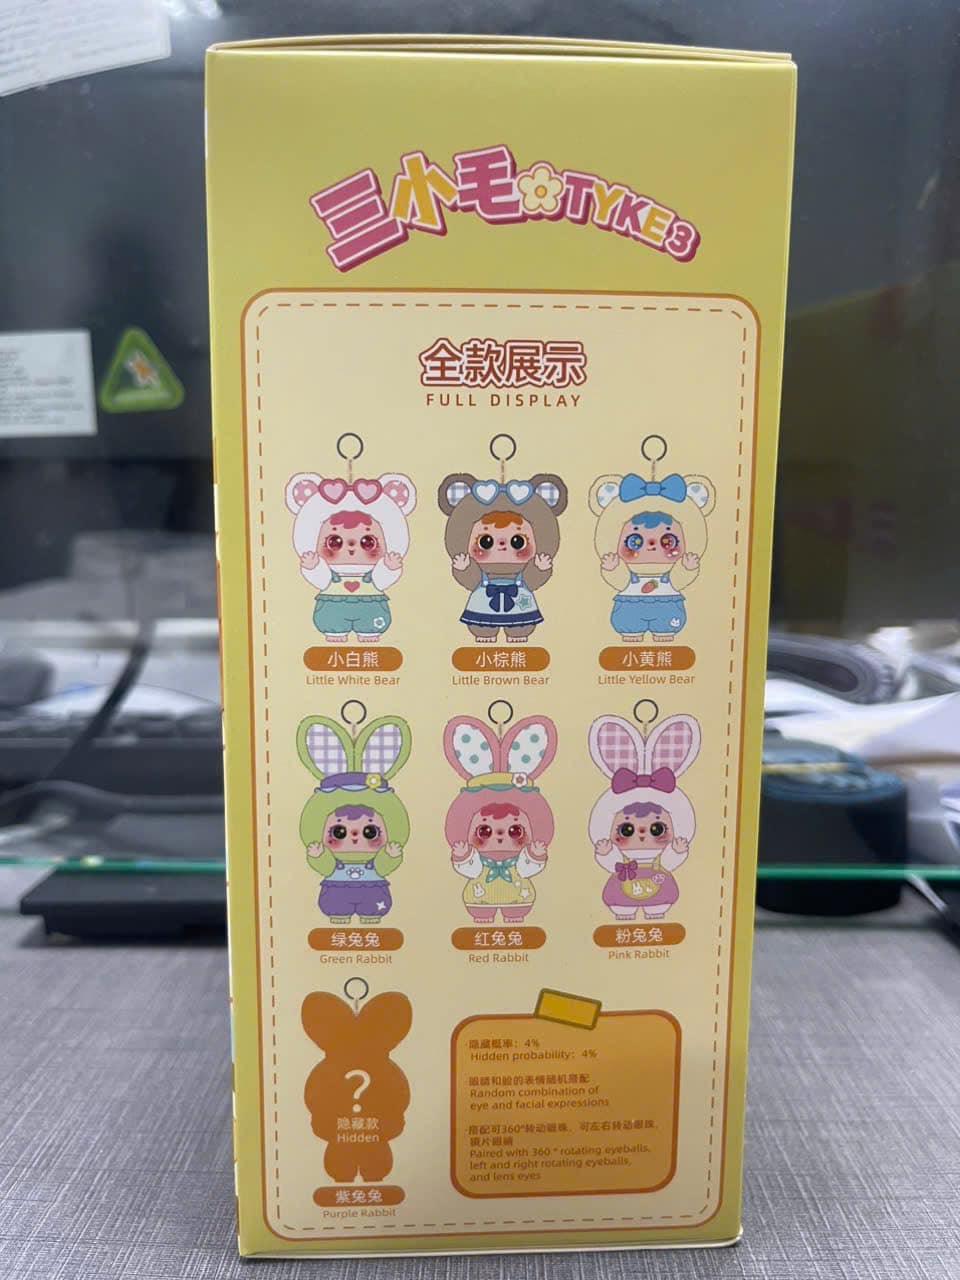 三小毛 TYKE3
全款展示
FULL DISPLAY
小白熊
Little White Bear
小棕熊
Little Brown Bear
小黄熊
Little Yellow Bear
绿兔兔
Green Rabbit
红兔兔
Red Rabbit
粉兔兔
Pink Rabbit
?
隐藏款
Hidden
紫兔兔
Purple Rabbit
·隐藏概率：4%
Hidden probability：4%
·眼睛和脸的表情随机搭配
Random combination of
eye and facial expressions
·搭配可360°转动眼珠，可左右转动眼珠，
镜片眼睛
Paired with 360 ° rotating eyeballs,
left and right rotating eyeballs,
and lens eyes